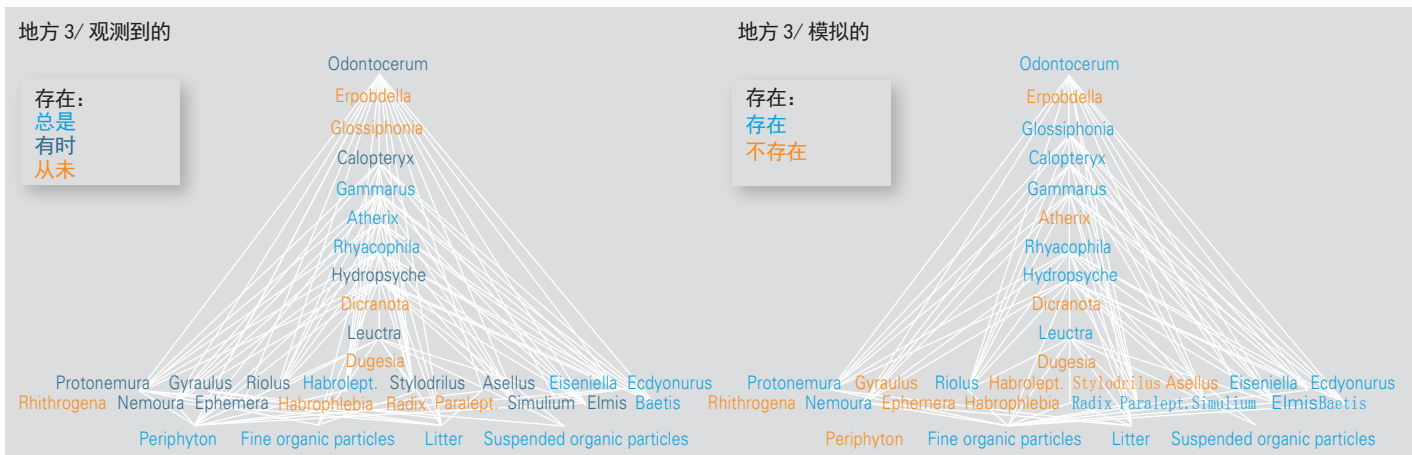 地方 3/ 观测到的
存在：
总是
有时
从未
Odontocerum
Erpobdella
Glossiphonia
Calopteryx
Gammarus
Atherix
Rhyacophila
Hydropsyche
Dicranota
Leuctra
Dugesia
Protonemura Gyraulus Riolus Habrolept. Stylodrilus Asellus Eiseniella Ecdyonurus
Rhithrogena Nemoura Ephemera Habrophlebia Radix Paralept. Simulium Elmis Baetis
Periphyton Fine organic particles Litter Suspended organic particles
地方 3/ 模拟的
存在：
存在
不存在
Odontocerum
Erpobdella
Glossiphonia
Calopteryx
Gammarus
Atherix
Rhyacophila
Hydropsyche
Dicranota
Leuctra
Dugesia
Protonemura Gyraulus Riolus Habrolept. Stylodrilus Asellus Eiseniella Ecdyonurus
Rhithrogena Nemoura Ephemera Habrophlebia Radix Paralept. Simulium Elmis Baetis
Periphyton Fine organic particles Litter Suspended organic particles